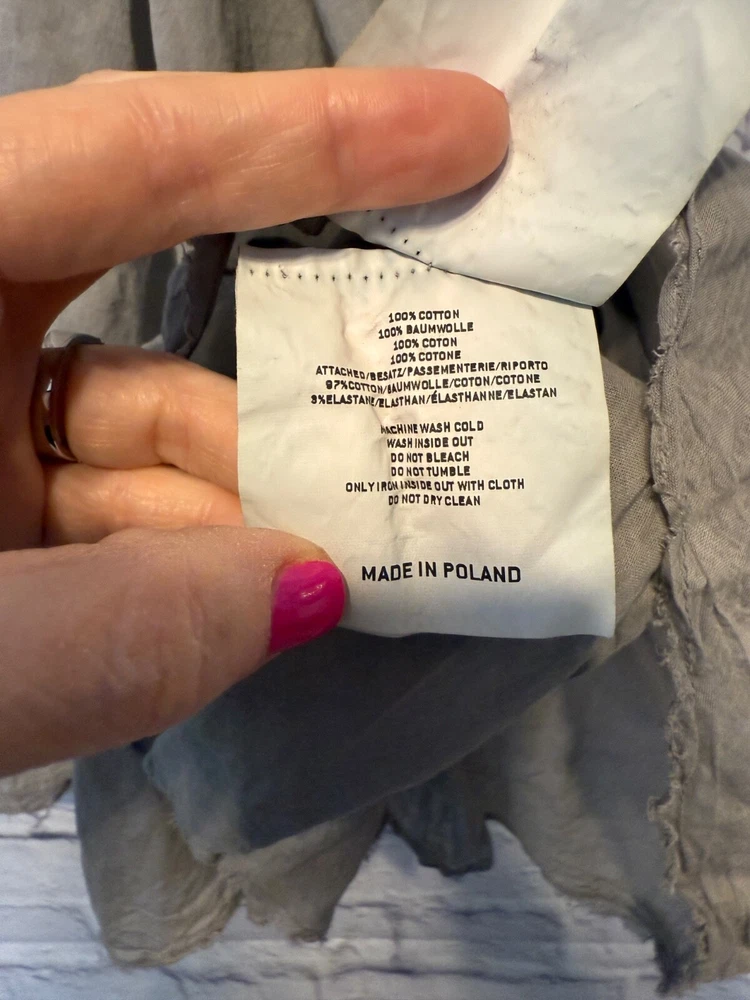 100% COTTON
100% BAUMWOLLE
100% COTON
100% COTONE
ATTACHED/BESATZ/PASSEMENTERIE/RIPORTO
97%COTTON/BAUMWOLLE/COTON/COTONE
3%ELASTANE/ELASTHAN/ÉLASTHANNE/ELASTAN
MACHINE WASH COLD
WASH INSIDE OUT
DO NOT BLEACH
DO NOT TUMBLE
ONLY IRON INSIDE OUT WITH CLOTH
DO NOT DRY CLEAN
MADE IN POLAND